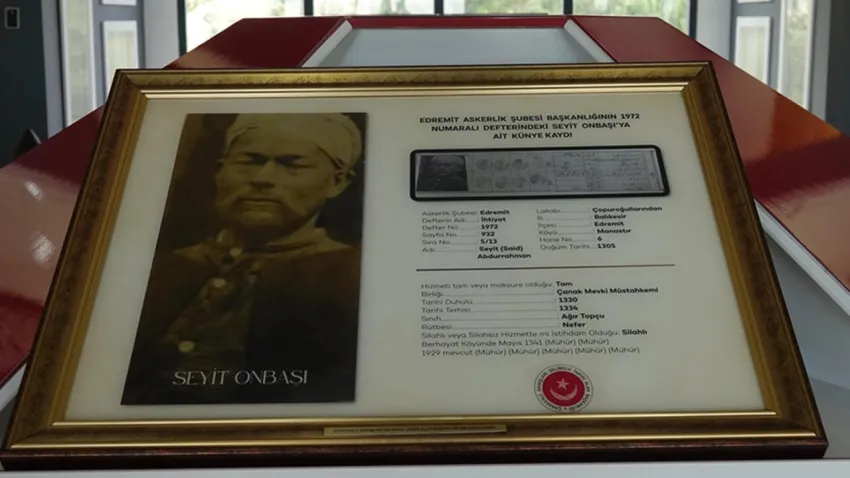 EDREMİT ASKERLİK ŞUBESİ BAŞKANLIĞININ 1972
NUMARALI DEFTERİNDEKİ SEYİT ONBAŞI'YA
AİT KÜNYE KAYDI
Askerlik Şubesi: Edremit
Defterin Adı: İhtiyat
Defter No: 1972
Sayfa No: 932
Sıra No: 5/13
Adı: Seyit (Said)
Abdurrahman
Lakabı: Çopuroğullarından
İli: Balıkesir
İlçesi: Edremit
Köyü: Manastır
Hane No: 6
Doğum Tarihi: 1305
Hizmeti tam veya maksure olduğu: Tam
Birliği Çanak Mevki Müstahkemi
Tarihi Duhulü 1330
Tarihi Terhisi 1334
Sınıfı Ağır Topçu
Rütbesi Nefer
Silahlı veya Silahsız Hizmette mi İstihdam Olduğu: Silahlı
Berhayat Köyünde Mayıs 1341 (Mühür) (Mühür)
1929 mevcut (Mühür) (Mühür) (Mühür) (Mühür) (Mühür)
SEYİT ONBAŞI